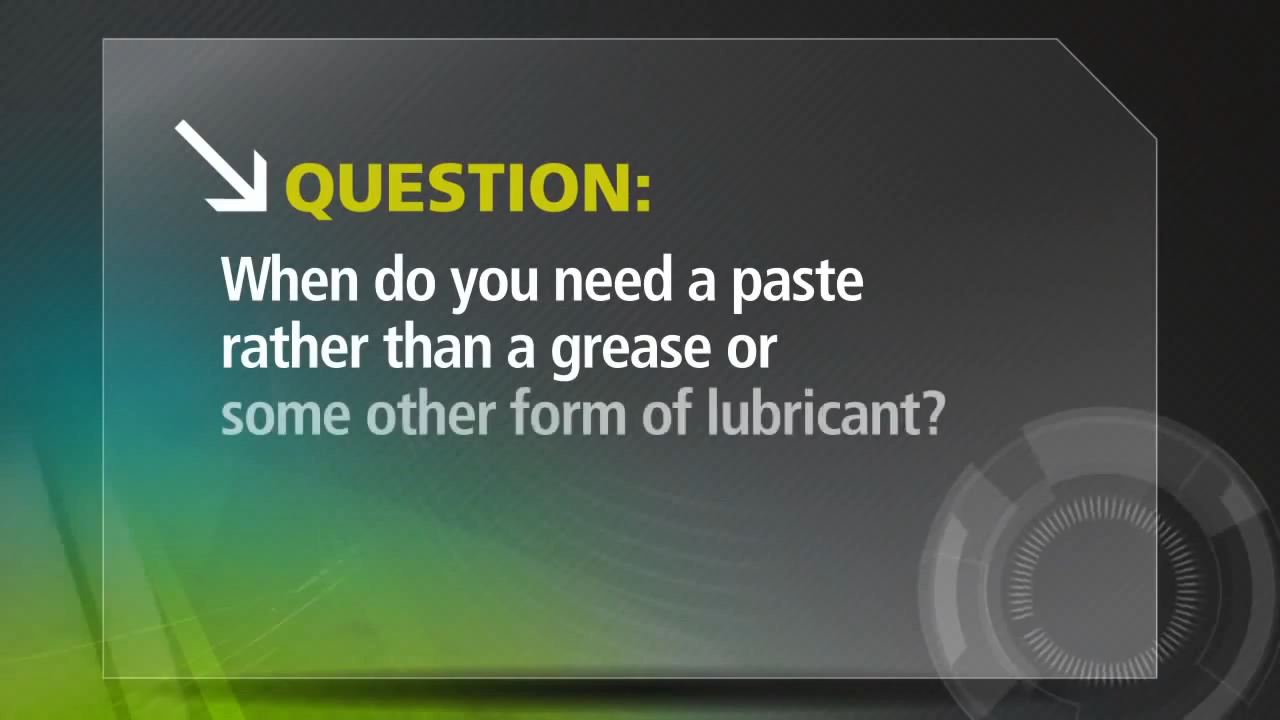 QUESTION:
When do you need a paste
rather than a grease or
some other form of lubricant?